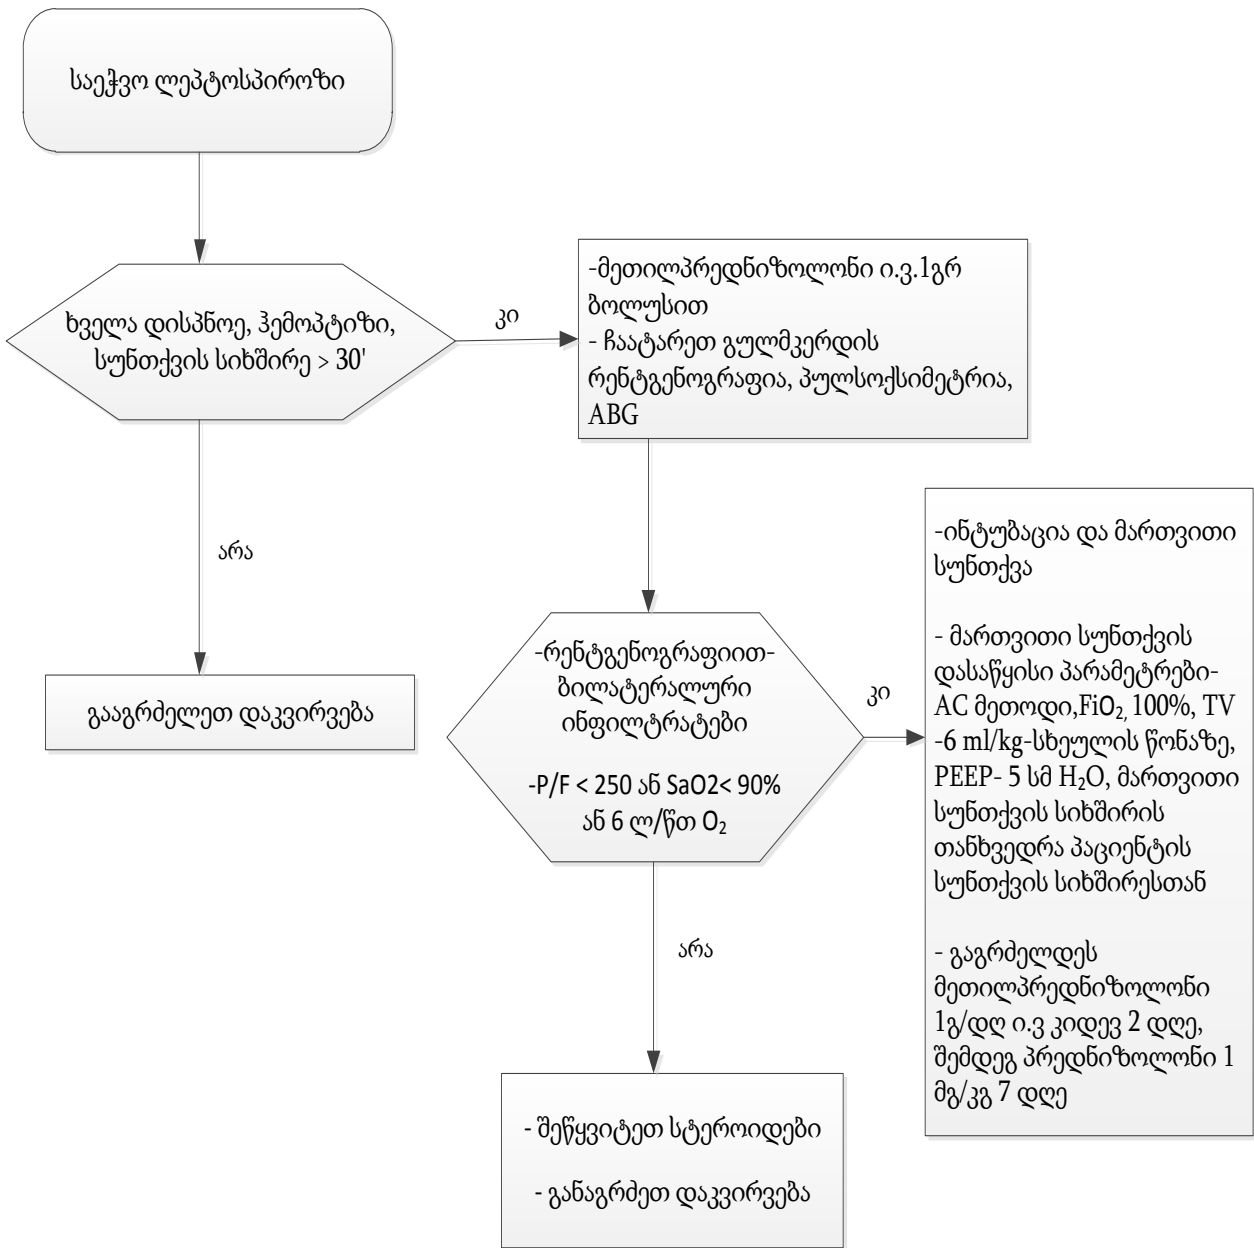 საეჭვო ლეპტოსპიროზი
ხველა დისპნოე, ჰემოპტიზი,
სუნთქვის სიხშირე > 30'
კი
-მეთილპრედნიზოლონი ი.ვ.1გრ
ბოლუსით
- ჩაატარეთ გულმკერდის
რენტგენოგრაფია, პულსოქსიმეტრია,
ABG
არა
გააგრძელეთ დაკვირვება
-რენტგენოგრაფიით-
ბილატერალური
ინფილტრატები
-P/F < 250 ან SaO2< 90%
ან 6 ლ/წთ O₂
კი
-ინტუბაცია და მართვითი
სუნთქვა
- მართვითი სუნთქვის
დასაწყისი პარამეტრები-
AC მეთოდი,FiO₂, 100%, TV
-6 ml/kg-სხეულის წონაზე,
PEEP- 5 სმ H₂O, მართვითი
სუნთქვის სიხშირის
თანხვედრა პაციენტის
სუნთქვის სიხშირესთან
- გაგრძელდეს
მეთილპრედნიზოლონი
1გ/დღ ი.ვ კიდევ 2 დღე,
შემდეგ პრედნიზოლონი 1
მგ/კგ 7 დღე
არა
- შეწყვიტეთ სტეროიდები
- განაგრძეთ დაკვირვება